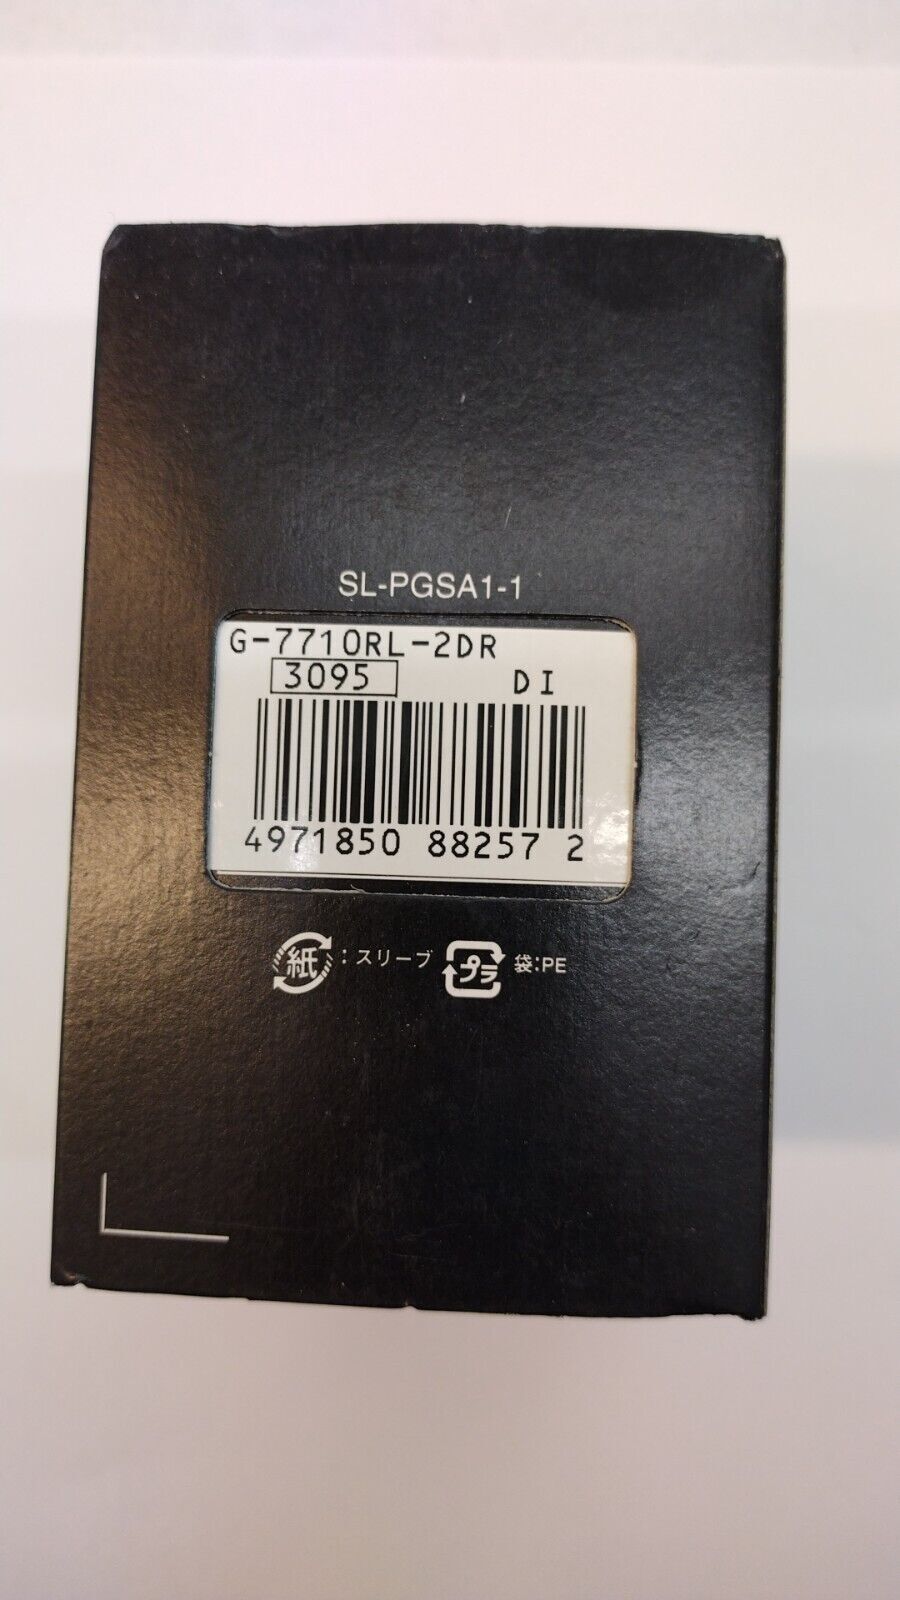 SL-PGSA1-1
G-7710RL-2DR
3095 DI
4971850 88257 2
紙 :スリーブ プラ 袋:PE